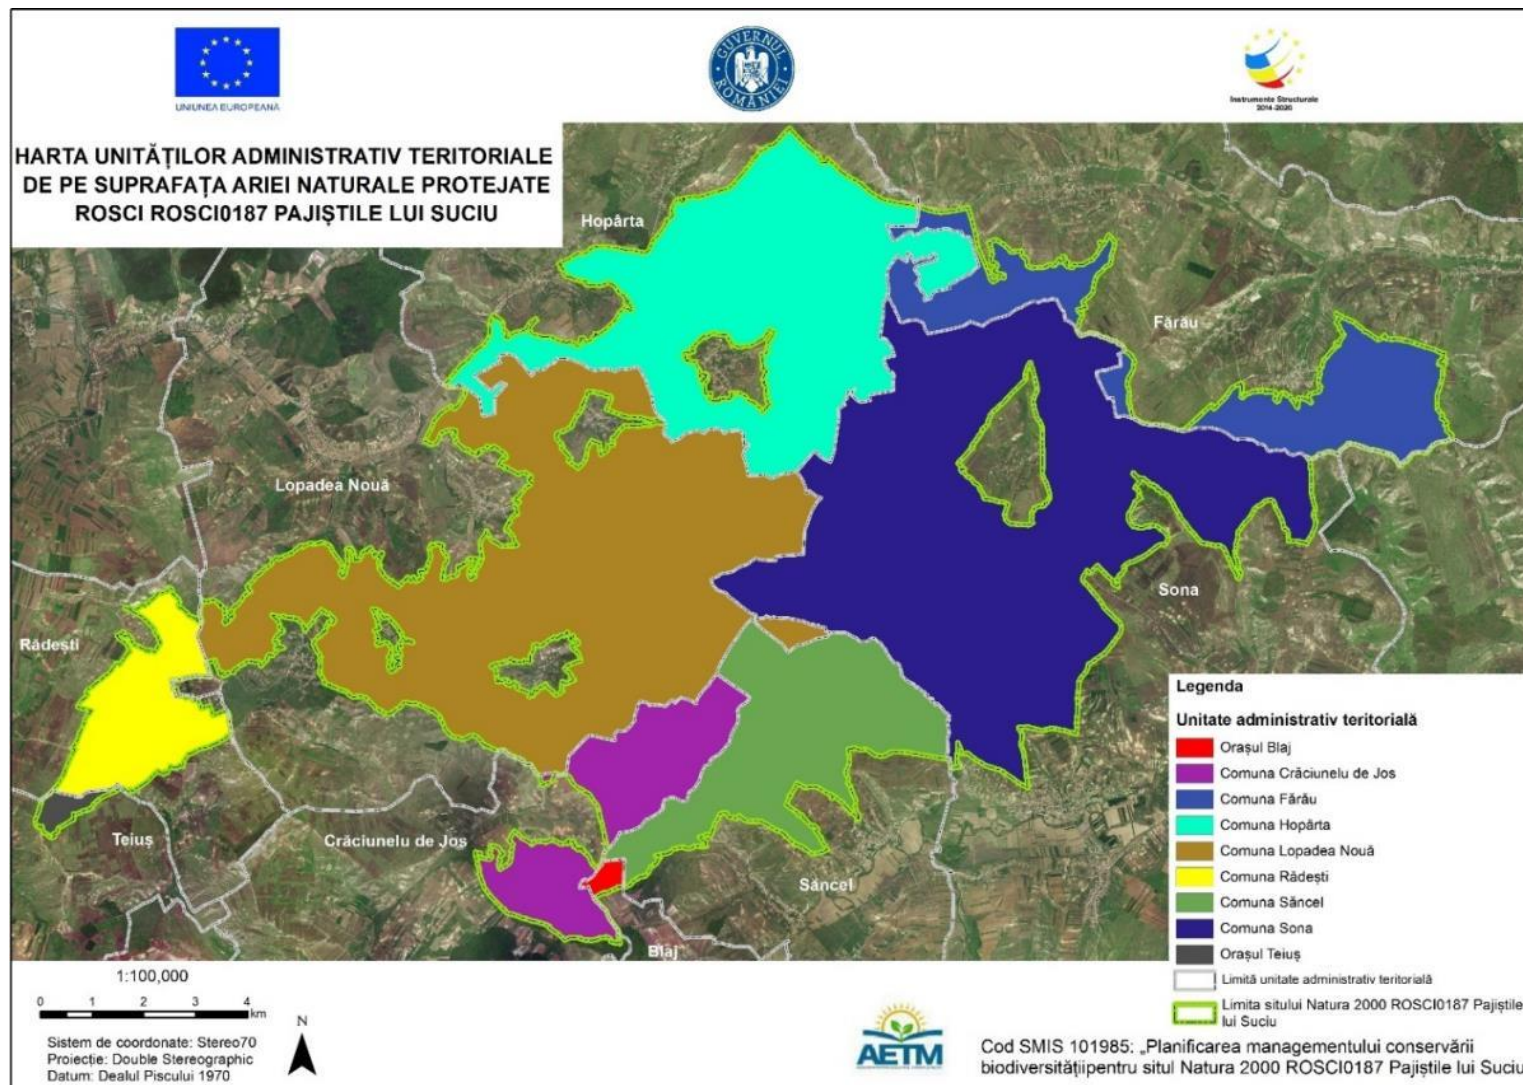 UNIUNEA EUROPEANĂ
GUVERNUL ROMÂNIEI
Instrumente Structurale
2014-2020
HARTA UNITĂȚILOR ADMINISTRATIV TERITORIALE
DE PE SUPRAFAȚA ARIEI NATURALE PROTEJATE
ROSCI ROSCI0187 PAJIȘTILE LUI SUCIU
Hopârta
Fărău
Lopadea Nouă
Sona
Rădești
Teiuș
Crăciunelu de Jos
Săncel
Blaj
Legenda
Unitate administrativ teritorială
Orașul Blaj
Comuna Crăciunelu de Jos
Comuna Fărău
Comuna Hopârta
Comuna Lopadea Nouă
Comuna Rădești
Comuna Săncel
Comuna Sona
Orașul Teiuș
Limită unitate administrativ teritorială
Limita sitului Natura 2000 ROSCI0187 Pajiștile
lui Suciu
1:100,000
0 1 2 3 4
km
N
Sistem de coordonate: Stereo70
Proiecție: Double Stereographic
Datum: Dealul Piscului 1970
AETM
Cod SMIS 101985: „Planificarea managementului conservării
biodiversitățiipentru situl Natura 2000 ROSCI0187 Pajiștile lui Suciu